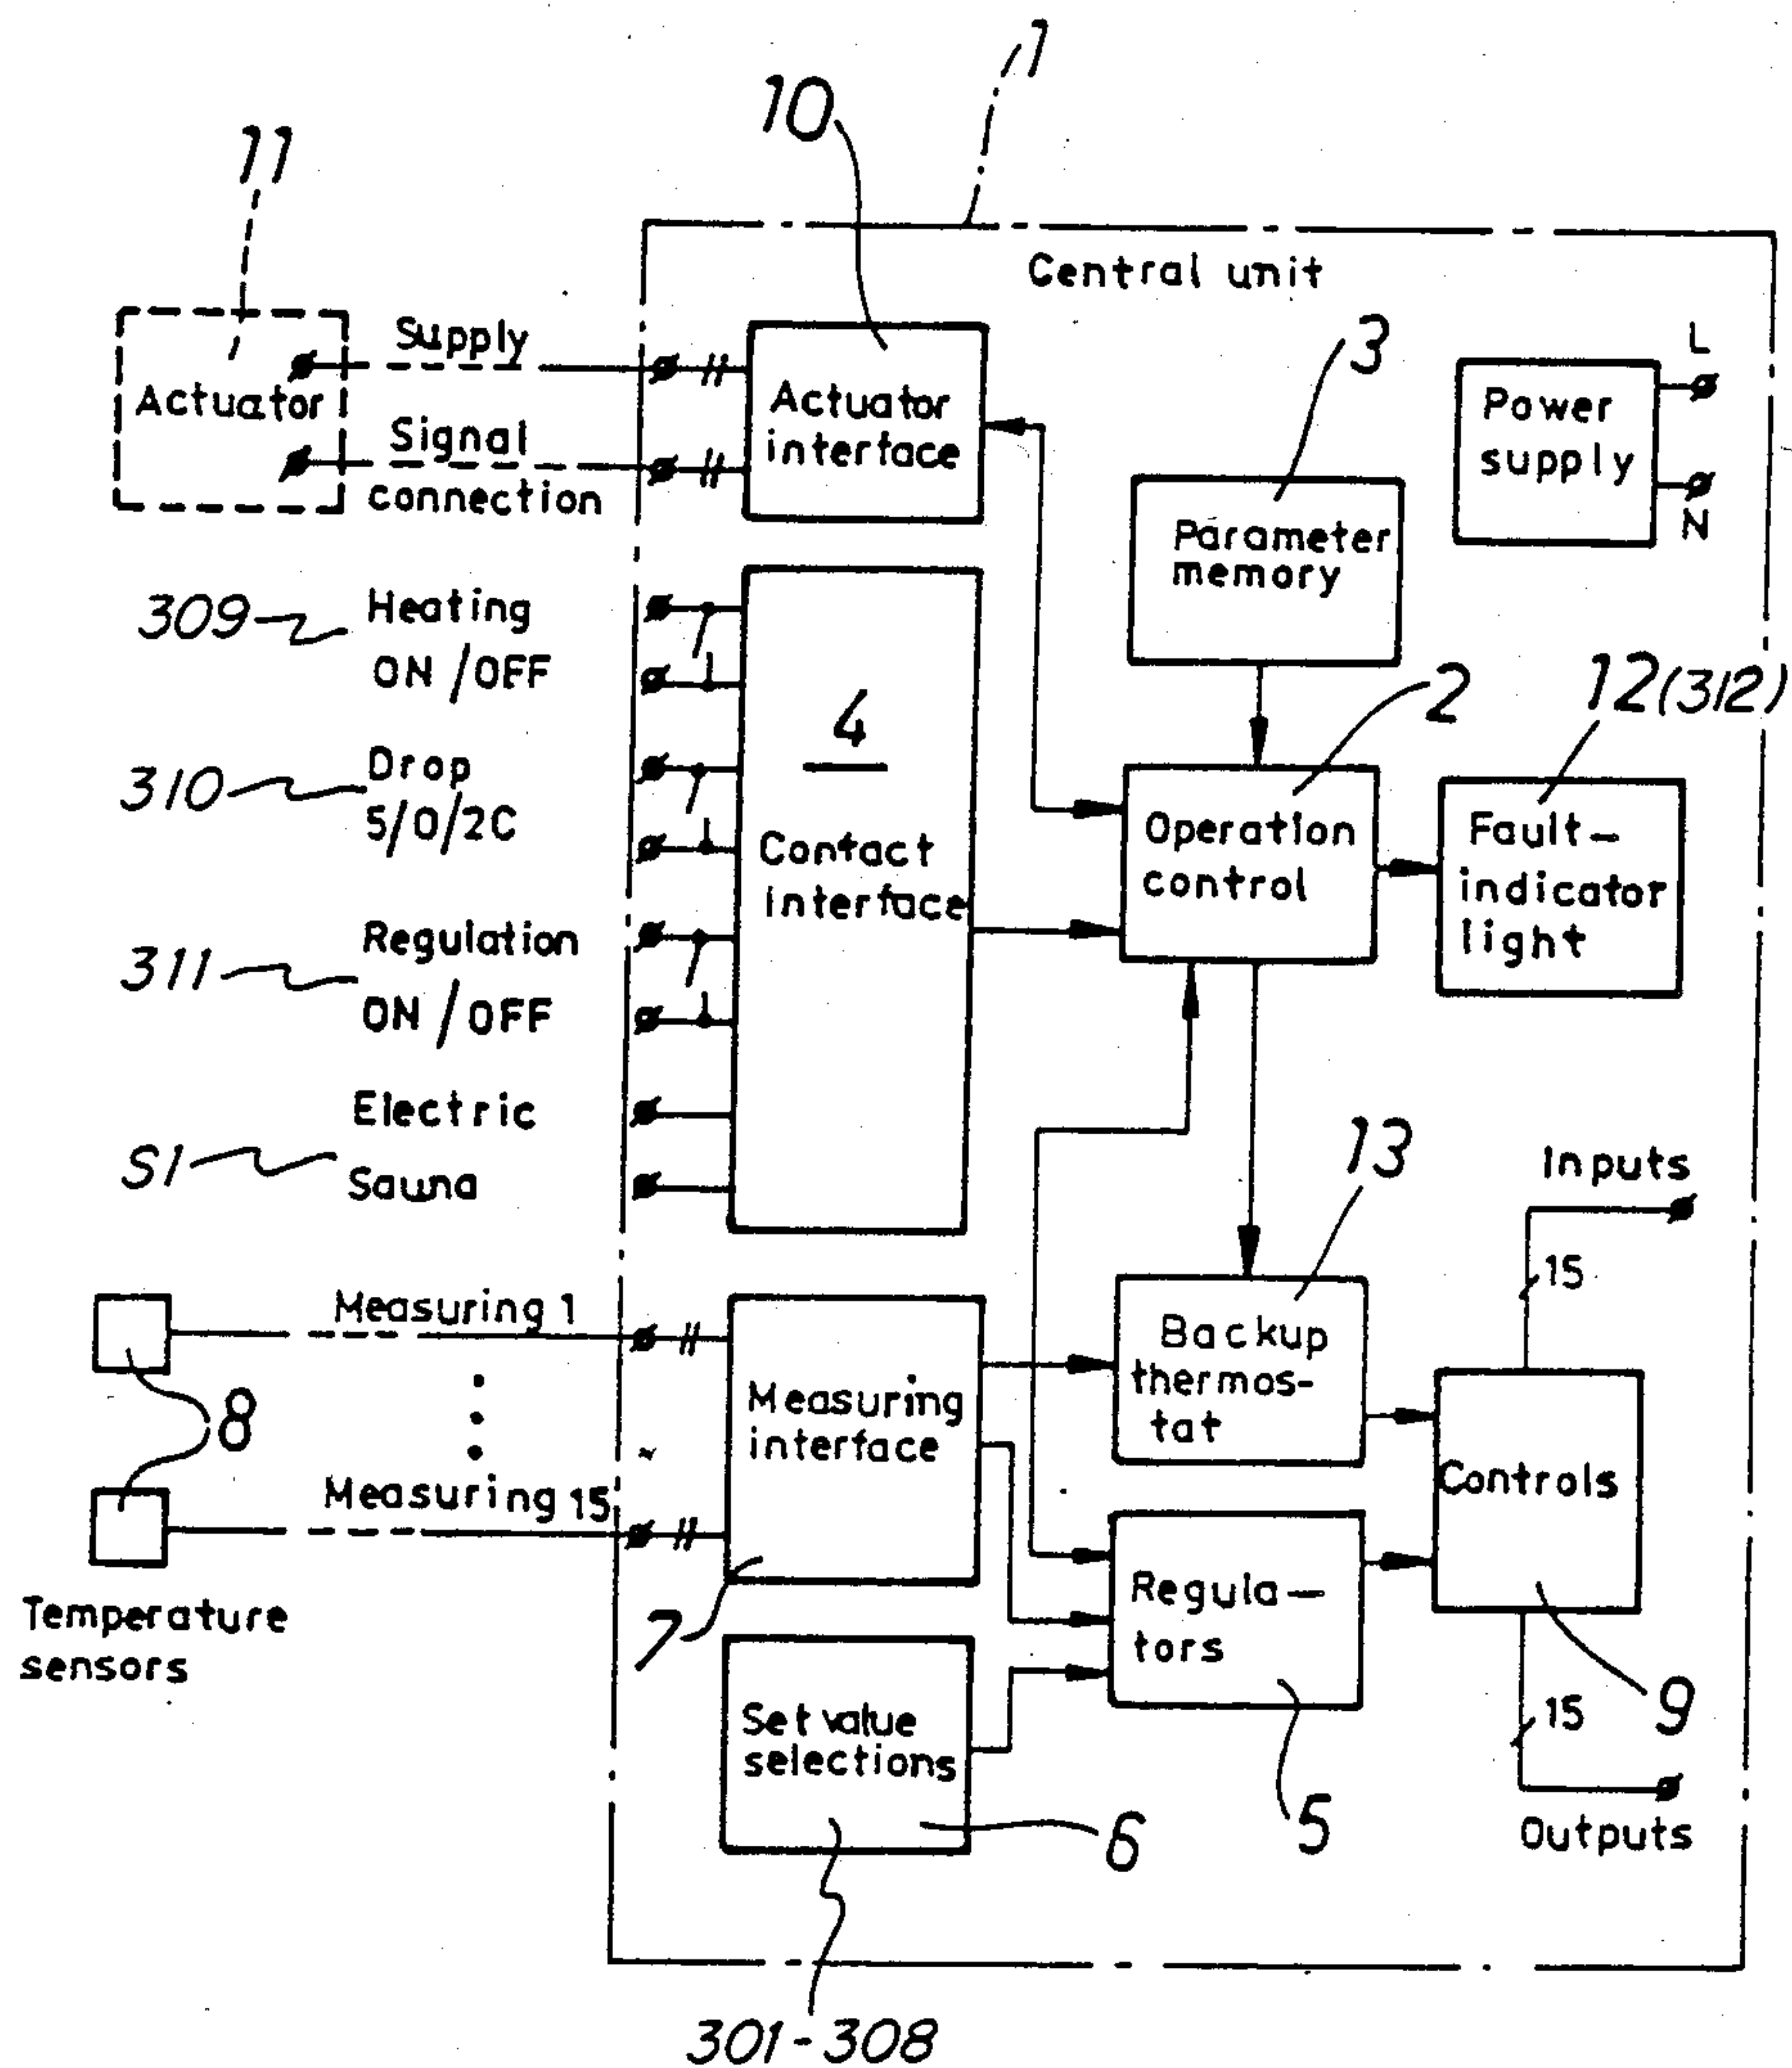 1
10
11
Central unit
Supply
Actuator
Signal
connection
Actuator
interface
3
L
Power
supply
N
Parameter
memory
309
Heating
ON/OFF
4
2
12(312)
310
Drop
5/0/2C
Contact
Interface
Operation
control
Fault-
indicator
light
311
Regulation
ON/OFF
Electric
S1
Sauna
13
Inputs
15
Measuring 1
8
Measuring 15
Temperature
sensors
Measuring
interface
7
Backup
thermos-
tat
Controls
Regula-
tors
9
15
Set value
selections
6
5
Outputs
301-308